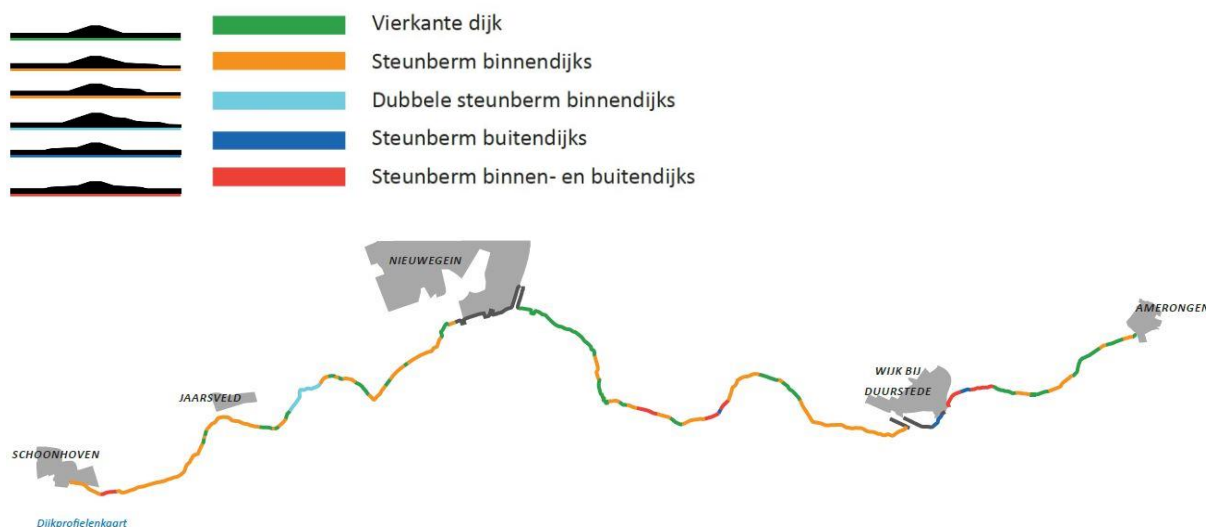 Vierkante dijk
Steunberm binnendijks
Dubbele steunberm binnendijks
Steunberm buitendijks
Steunberm binnen- en buitendijks
NIEUWEGEIN
AMERONGEN
WIJK BIJ
DUURSTEDE
JAARSVELD
SCHOONHOVEN
Dijkprofielenkaart